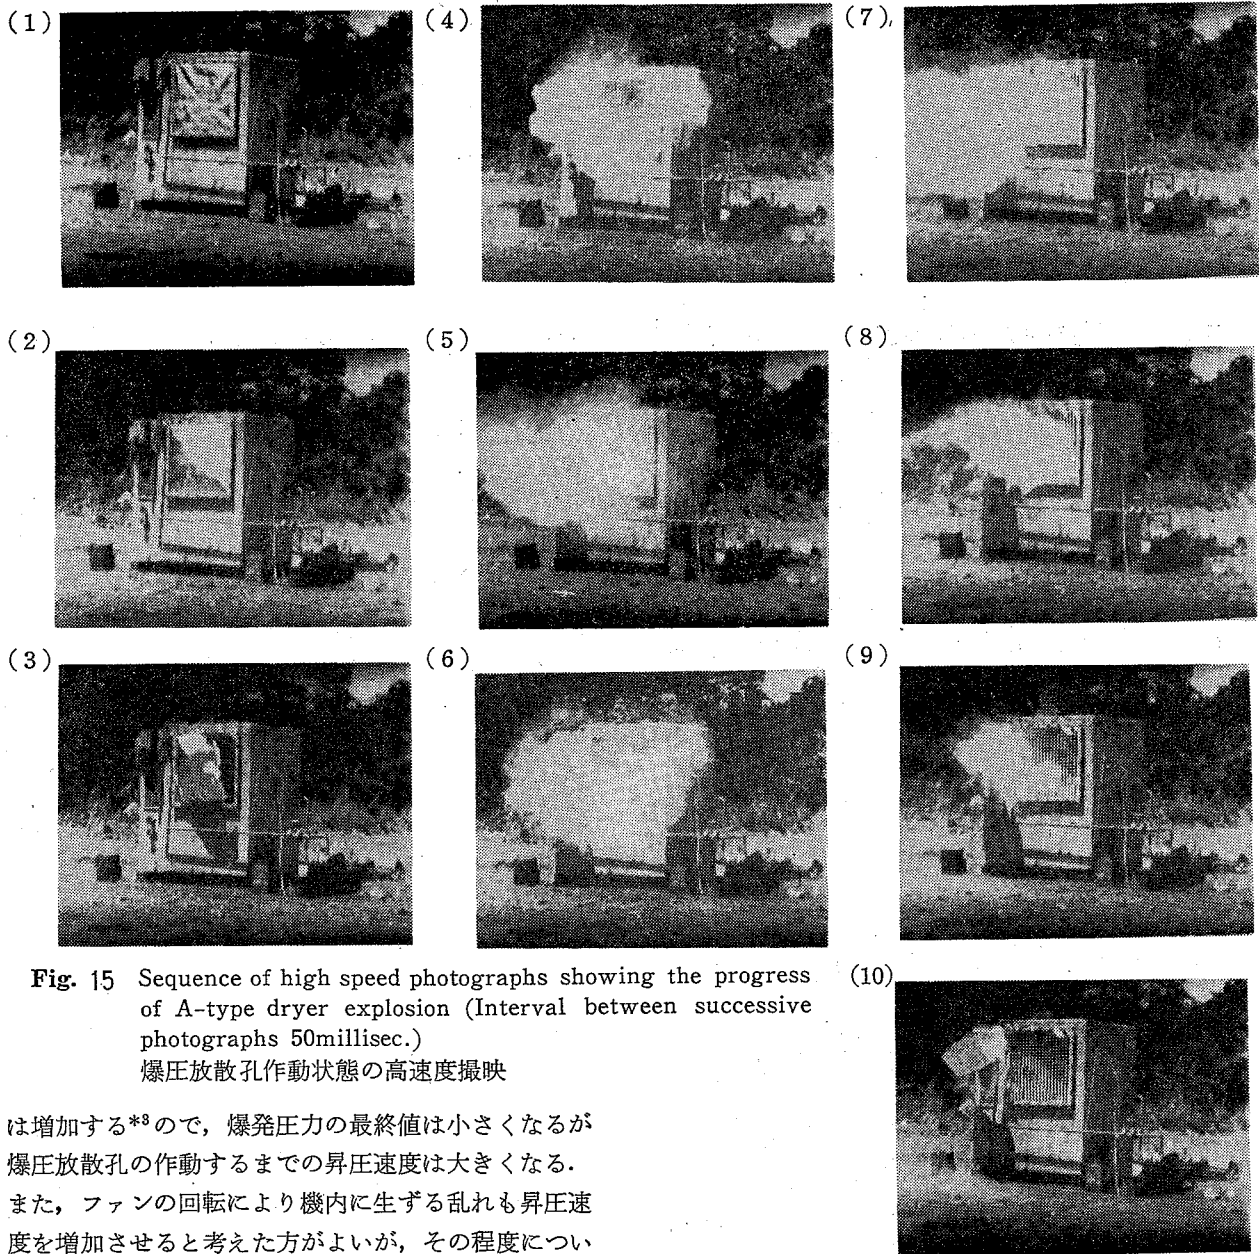 (1)
(4)
(7)
(2)
(5)
(8)
(3)
(6)
(9)
Fig. 15 Sequence of high speed photographs showing the progress
of A-type dryer explosion (Interval between successive
photographs 50millisec.)
爆圧放散孔作動状態の高速度撮映
(10)
は増加する*8ので，爆発圧力の最終値は小さくなるが
爆圧放散孔の作動するまでの昇圧速度は大きくなる．
また，ファンの回転により機内に生ずる乱れも昇圧速
度を増加させると考えた方がよいが，その程度につい